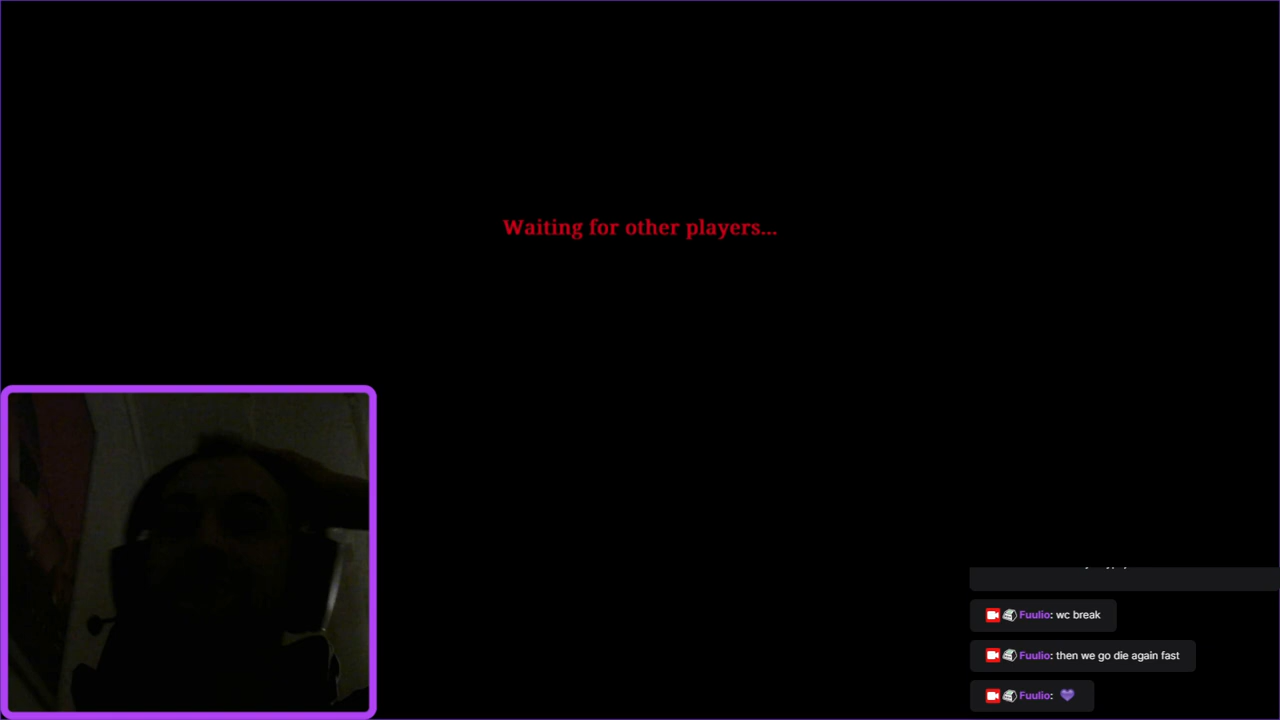 Waiting for other players...
Fuulio: wc break
Fuulio: then we go die again fast
Fuulio: 💜